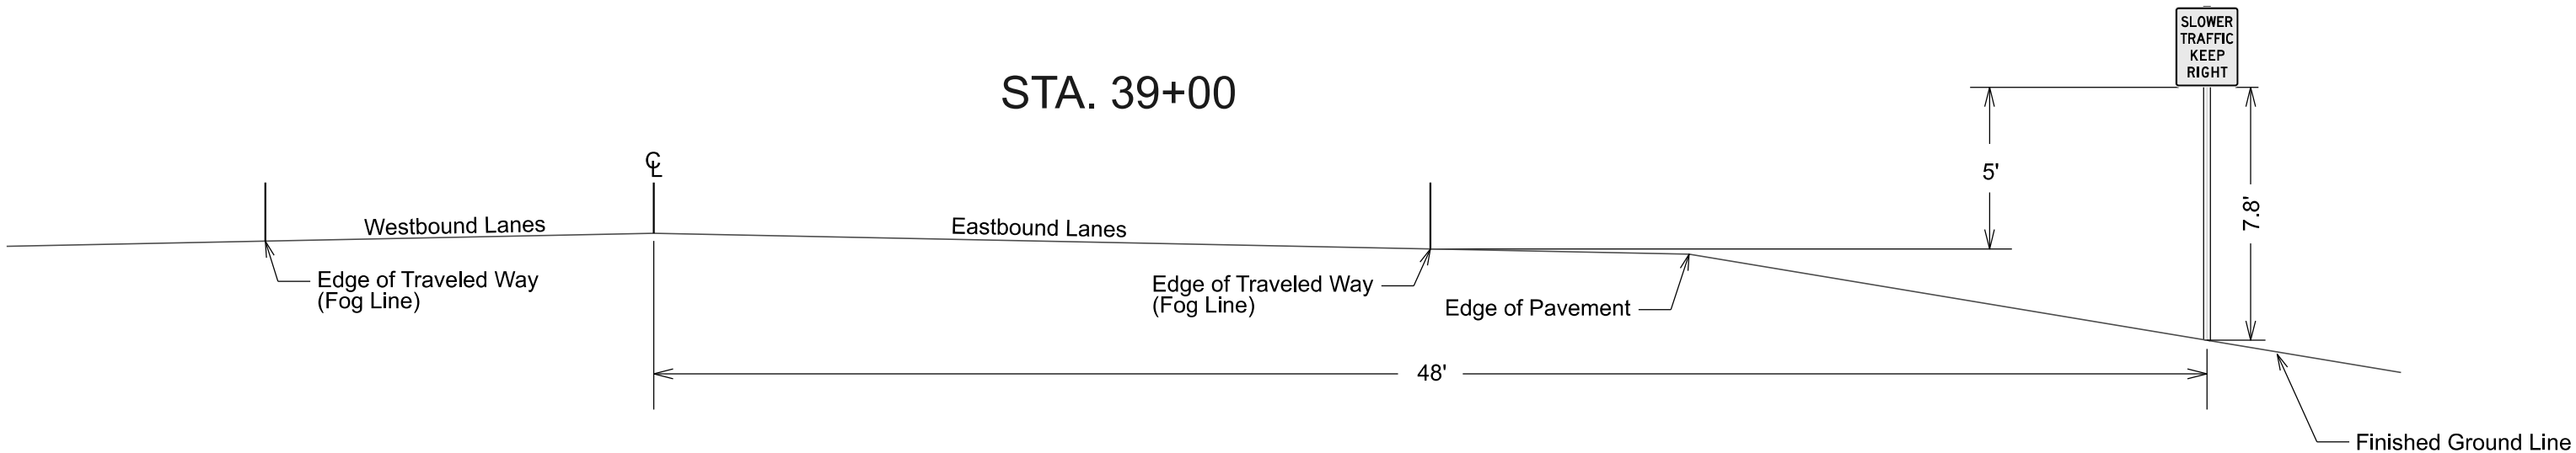 SLOWER
TRAFFIC
KEEP
RIGHT
STA. 39+00
℄
5'
7.8'
Westbound Lanes
Eastbound Lanes
Edge of Traveled Way
(Fog Line)
Edge of Traveled Way
(Fog Line)
Edge of Pavement
48'
Finished Ground Line